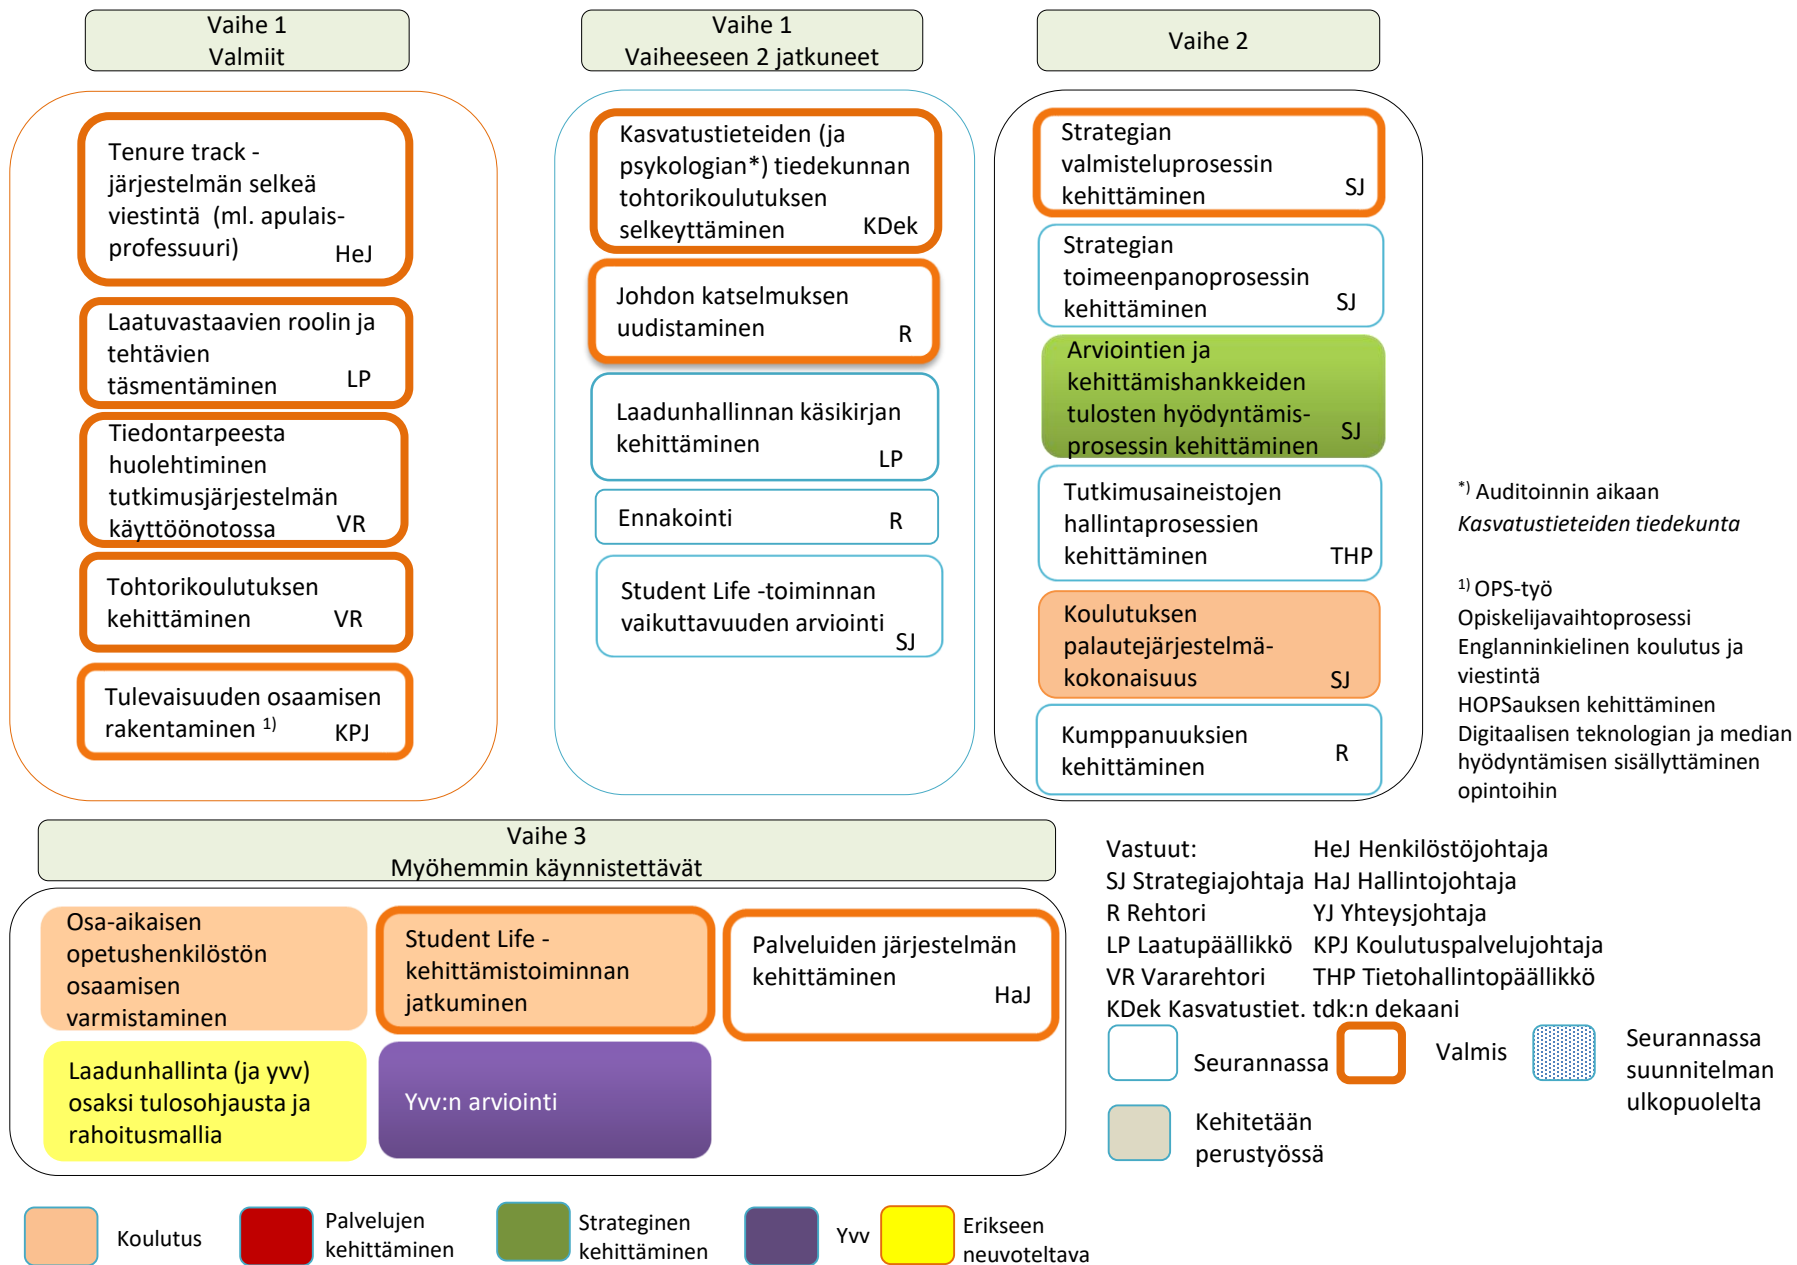 Vaihe 1
Valmiit
Tenure track -
järjestelmän selkeä
viestintä (ml. apulais-
professuuri)
HeJ
Laatuvastaavien roolin ja
tehtävien
täsmentäminen
LP
Tiedontarpeesta
huolehtiminen
tutkimusjärjestelmän
käyttöönotossa
VR
Tohtorikoulutuksen
kehittäminen
VR
Tulevaisuuden osaamisen
rakentaminen 1)
KPJ
Vaihe 1
Vaiheeseen 2 jatkuneet
Kasvatustieteiden (ja
psykologian*) tiedekunnan
tohtorikoulutuksen
selkeyttäminen
KDek
Johdon katselmuksen
uudistaminen
R
Laadunhallinnan käsikirjan
kehittäminen
LP
Ennakointi
R
Student Life -toiminnan
vaikuttavuuden arviointi
SJ
Vaihe 2
Strategian
valmisteluprosessin
kehittäminen
SJ
Strategian
toimeenpanoprosessin
kehittäminen
SJ
Arviointien ja
kehittämishankkeiden
tulosten hyödyntämis-
prosessin kehittäminen
SJ
Tutkimusaineistojen
hallintaprosessien
kehittäminen
THP
Koulutuksen
palautejärjestelmä-
kokonaisuus
SJ
Kumppanuuksien
kehittäminen
R
*) Auditoinnin aikaan
Kasvatustieteiden tiedekunta
1) OPS-työ
Opiskelijavaihtoprosessi
Englanninkielinen koulutus ja
viestintä
HOPSauksen kehittäminen
Digitaalisen teknologian ja median
hyödyntämisen sisällyttäminen
opintoihin
Vaihe 3
Myöhemmin käynnistettävät
Osa-aikaisen
opetushenkilöstön
osaamisen
varmistaminen
Student Life -
kehittämistoiminnan
jatkuminen
Palveluiden järjestelmän
kehittäminen
HaJ
Laadunhallinta (ja yvv)
osaksi tulosohjausta ja
rahoitusmallia
Yvv:n arviointi
Vastuut: HeJ Henkilöstöjohtaja
SJ Strategiajohtaja HaJ Hallintojohtaja
R Rehtori YJ Yhteysjohtaja
LP Laatupäällikkö KPJ Koulutuspalvelujohtaja
VR Vararehtori THP Tietohallintopäällikkö
KDek Kasvatustiet. tdk:n dekaani
Seurannassa
Valmis
Seurannassa
suunnitelman
ulkopuolelta
Kehitetään
perustyössä
Koulutus
Palvelujen
kehittäminen
Strateginen
kehittäminen
Yvv
Erikseen
neuvoteltava